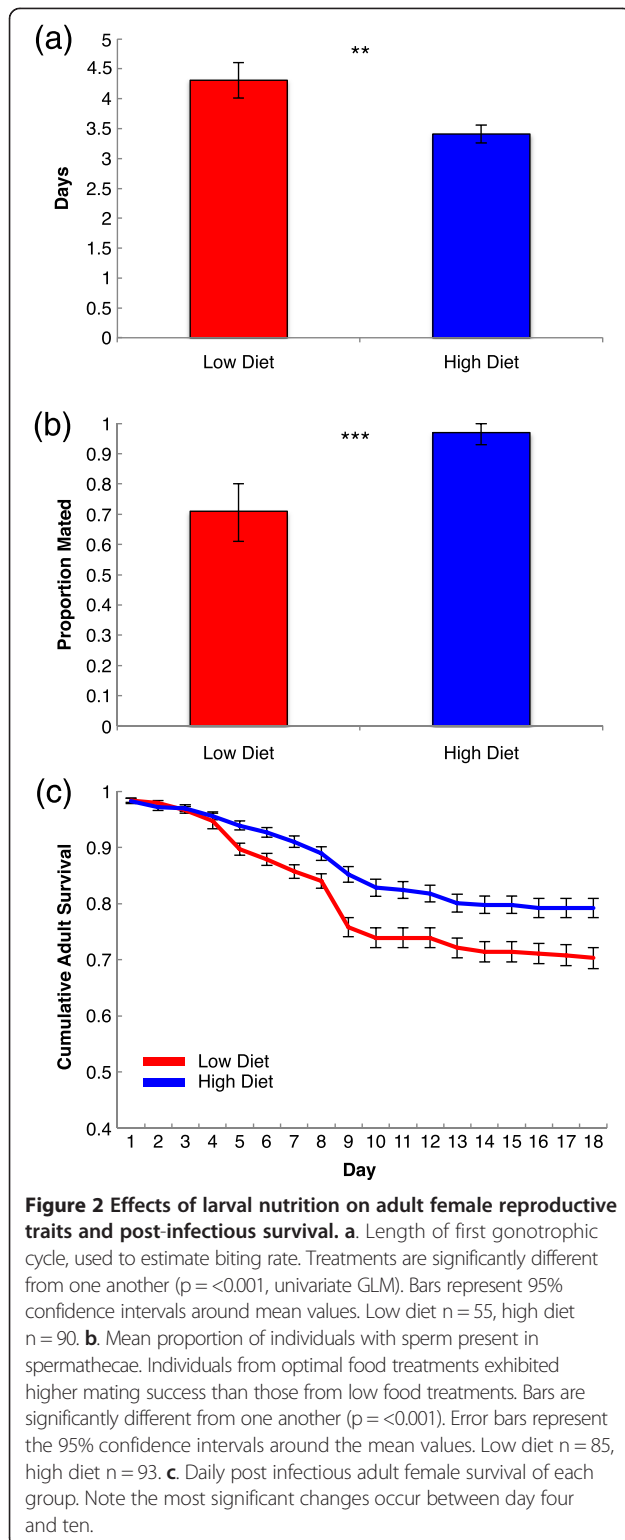 (a)
**
5
4.5
4
3.5
3
2.5
2
1.5
1
0.5
0
Days
Low Diet High Diet
(b)
***
1
0.9
0.8
0.7
0.6
0.5
0.4
0.3
0.2
0.1
0
Proportion Mated
Low Diet High Diet
(c)
1
0.9
0.8
0.7
0.6
0.5
0.4
Cumulative Adult Survival
Low Diet
High Diet
1 2 3 4 5 6 7 8 9 10 11 12 13 14 15 16 17 18
Day
Figure 2 Effects of larval nutrition on adult female reproductive
traits and post-infectious survival. a. Length of first gonotrophic
cycle, used to estimate biting rate. Treatments are significantly different
from one another (p = <0.001, univariate GLM). Bars represent 95%
confidence intervals around mean values. Low diet n = 55, high diet
n = 90. b. Mean proportion of individuals with sperm present in
spermathecae. Individuals from optimal food treatments exhibited
higher mating success than those from low food treatments. Bars are
significantly different from one another (p = <0.001). Error bars represent
the 95% confidence intervals around the mean values. Low diet n = 85,
high diet n = 93. c. Daily post infectious adult female survival of each
group. Note the most significant changes occur between day four
and ten.